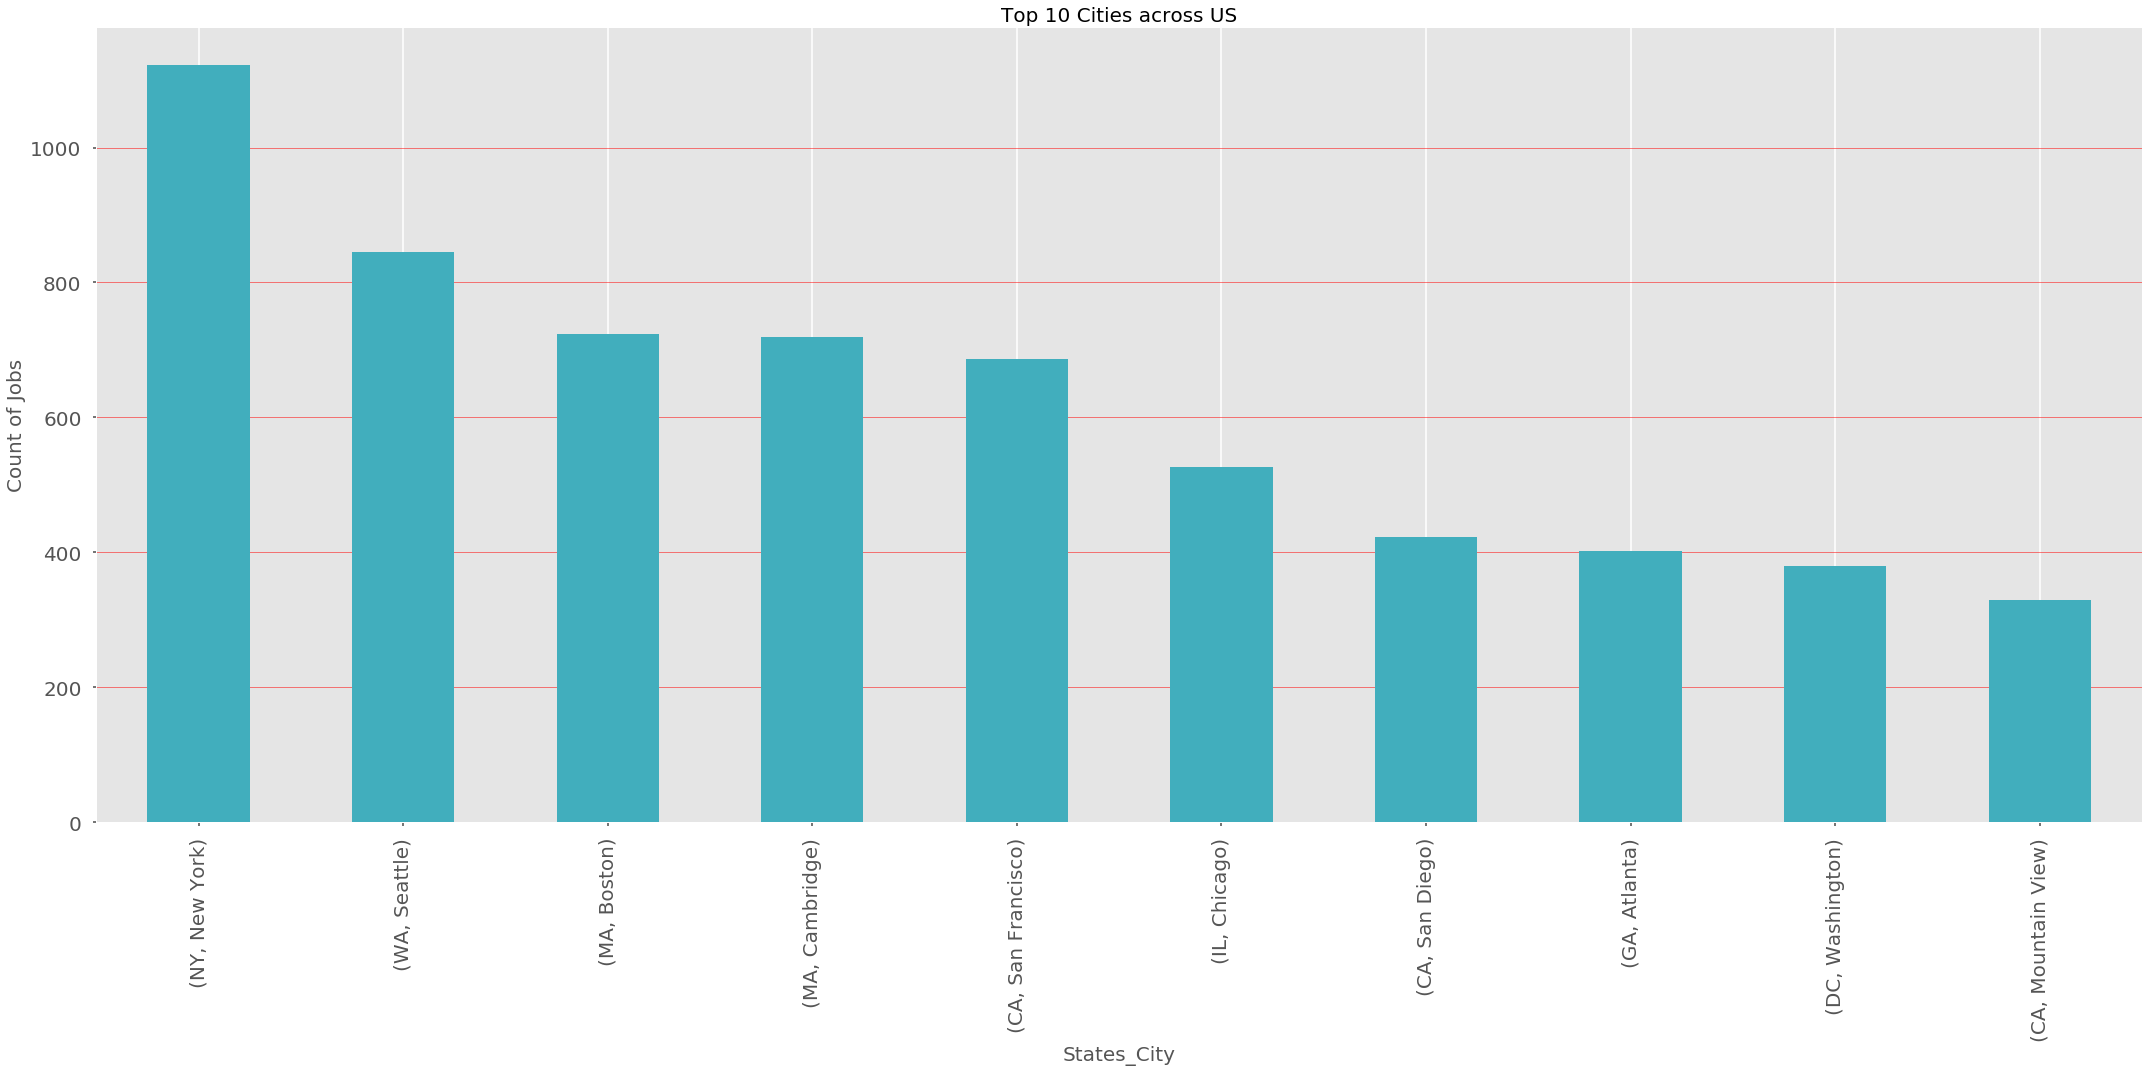 Top 10 Cities across US
Count of Jobs
1000
800
600
400
200
0
(NY, New York)
(WA, Seattle)
(MA, Boston)
(MA, Cambridge)
(CA, San Francisco)
(IL, Chicago)
(CA, San Diego)
(GA, Atlanta)
(DC, Washington)
(CA, Mountain View)
States_City